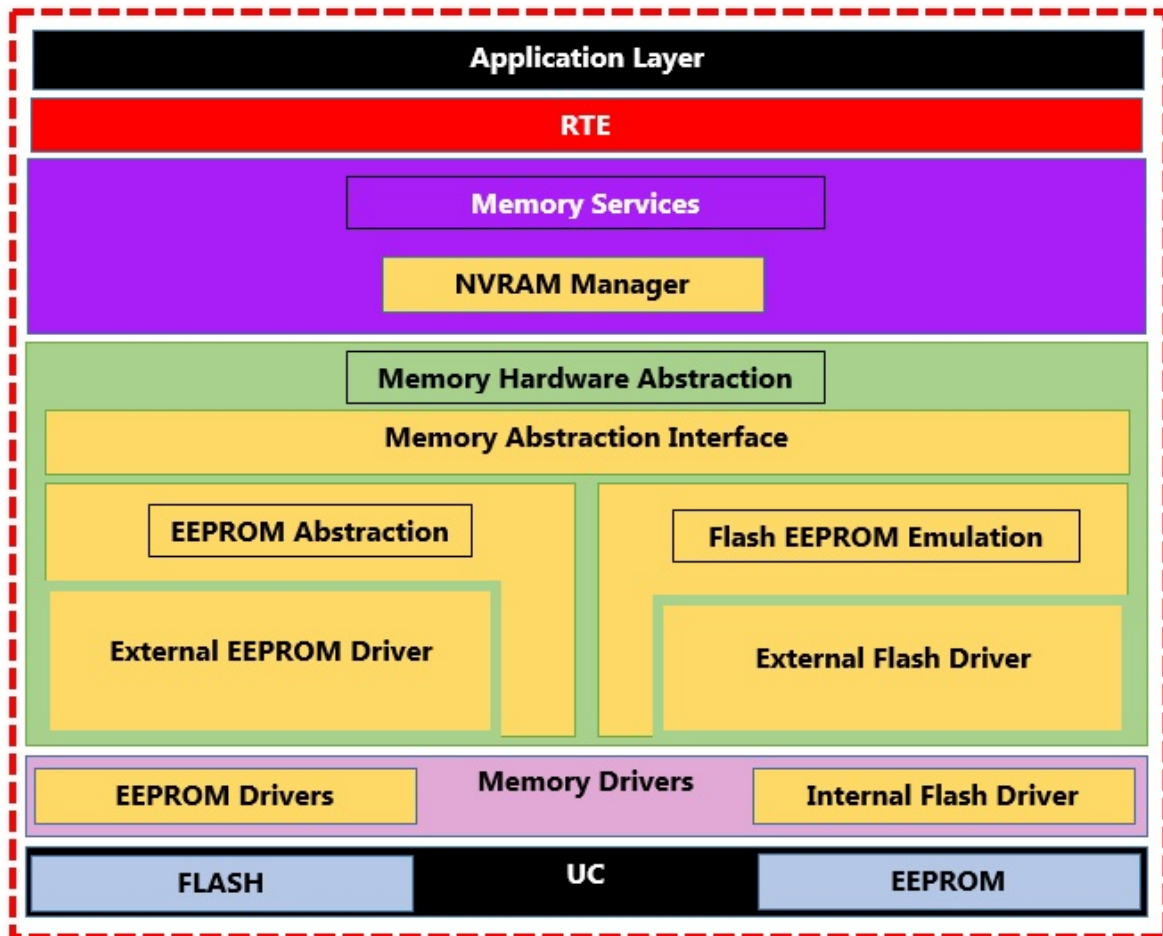 Application Layer
RTE
Memory Services
NVRAM Manager
Memory Hardware Abstraction
Memory Abstraction Interface
EEPROM Abstraction
Flash EEPROM Emulation
External EEPROM Driver
External Flash Driver
EEPROM Drivers
Memory Drivers
Internal Flash Driver
FLASH
UC
EEPROM